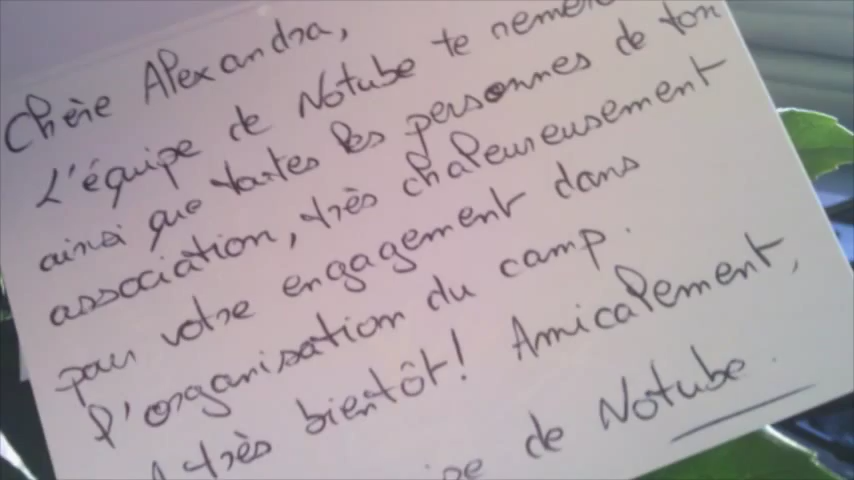 Chère Alexandra,
L'équipe de Notube te
ainsi que toutes les personnes de ton
association, très chaleureusement
pour votre engagement dans
l'organisation du camp.
A très bientôt! Amicalement,
de Notube.